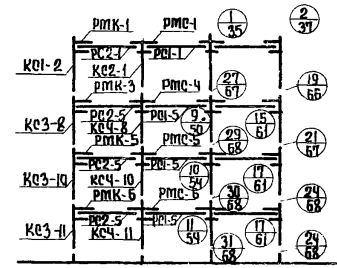 РМК-1 РМС-1 1/35 2/37
РС2-1 РС1-1
КС1-2 КС2-1
РМК-3 РМС-4 27/67 19/66
РС2-5 РС1-5 9/50 15/61
КС3-8 КС4-8
РМК-5 РМС-5 29/68 21/67
РС2-5 РС1-5 10/54 17/61
КС3-10 КС4-10
РМК-6 РМС-6 30/68 24/68
РС2-5 РС1-5 11/54 17/61
КС3-11 КС4-11
31/68 24/68